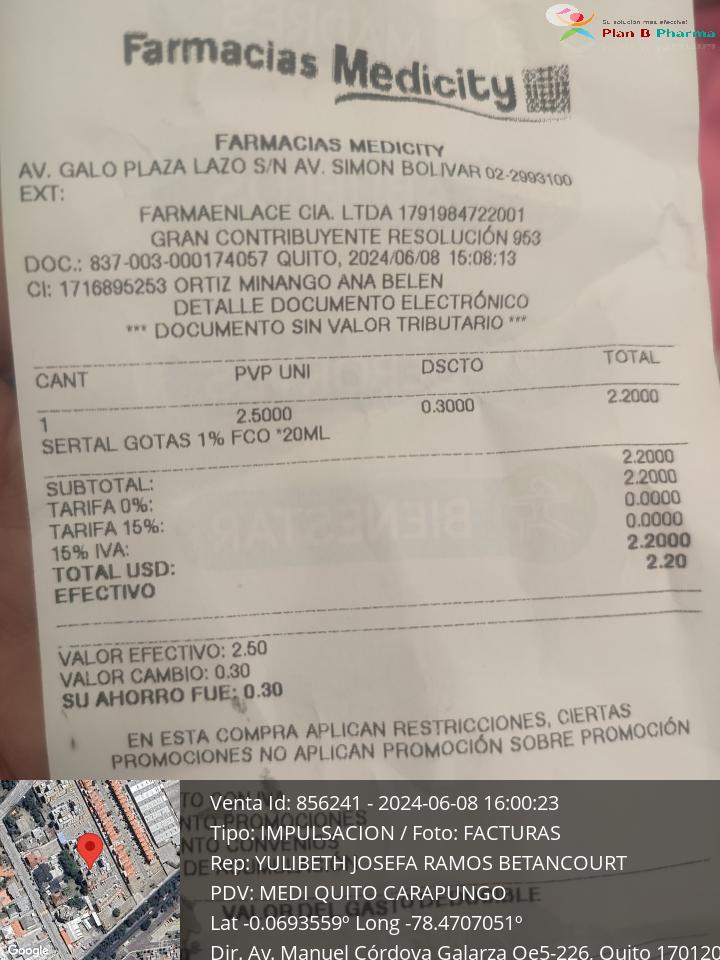 Su solución más efectiva!
Plan B Pharma
Farmacias Medicity
FARMACIAS MEDICITY
AV. GALO PLAZA LAZO S/N AV. SIMON BOLIVAR 02-2993100
EXT:
FARMAENLACE CIA. LTDA 1791984722001
GRAN CONTRIBUYENTE RESOLUCIÓN 953
DOC.: 837-003-000174057 QUITO, 2024/06/08 15:08:13
CI: 1716895253 ORTIZ MINANGO ANA BELEN
DETALLE DOCUMENTO ELECTRÓNICO
*** DOCUMENTO SIN VALOR TRIBUTARIO ***
CANT PVP UNI DSCTO TOTAL
1 2.5000 0.3000 2.2000
SERTAL GOTAS 1% FCO *20ML
SUBTOTAL: 2.2000
TARIFA 0%: 2.2000
TARIFA 15%: 0.0000
15% IVA: 0.0000
TOTAL USD: 2.2000
EFECTIVO 2.20
VALOR EFECTIVO: 2.50
VALOR CAMBIO: 0.30
SU AHORRO FUE: 0.30
EN ESTA COMPRA APLICAN RESTRICCIONES, CIERTAS
PROMOCIONES NO APLICAN PROMOCIÓN SOBRE PROMOCIÓN
Venta Id: 856241 - 2024-06-08 16:00:23
Tipo: IMPULSACION / Foto: FACTURAS
Rep: YULIBETH JOSEFA RAMOS BETANCOURT
PDV: MEDI QUITO CARAPUNGO
VALOR DEL GASTO DEDUCIBLE
Lat -0.0693559º Long -78.4707051º
Dir. Av. Manuel Córdova Galarza Oe5-226, Quito 170120
Google